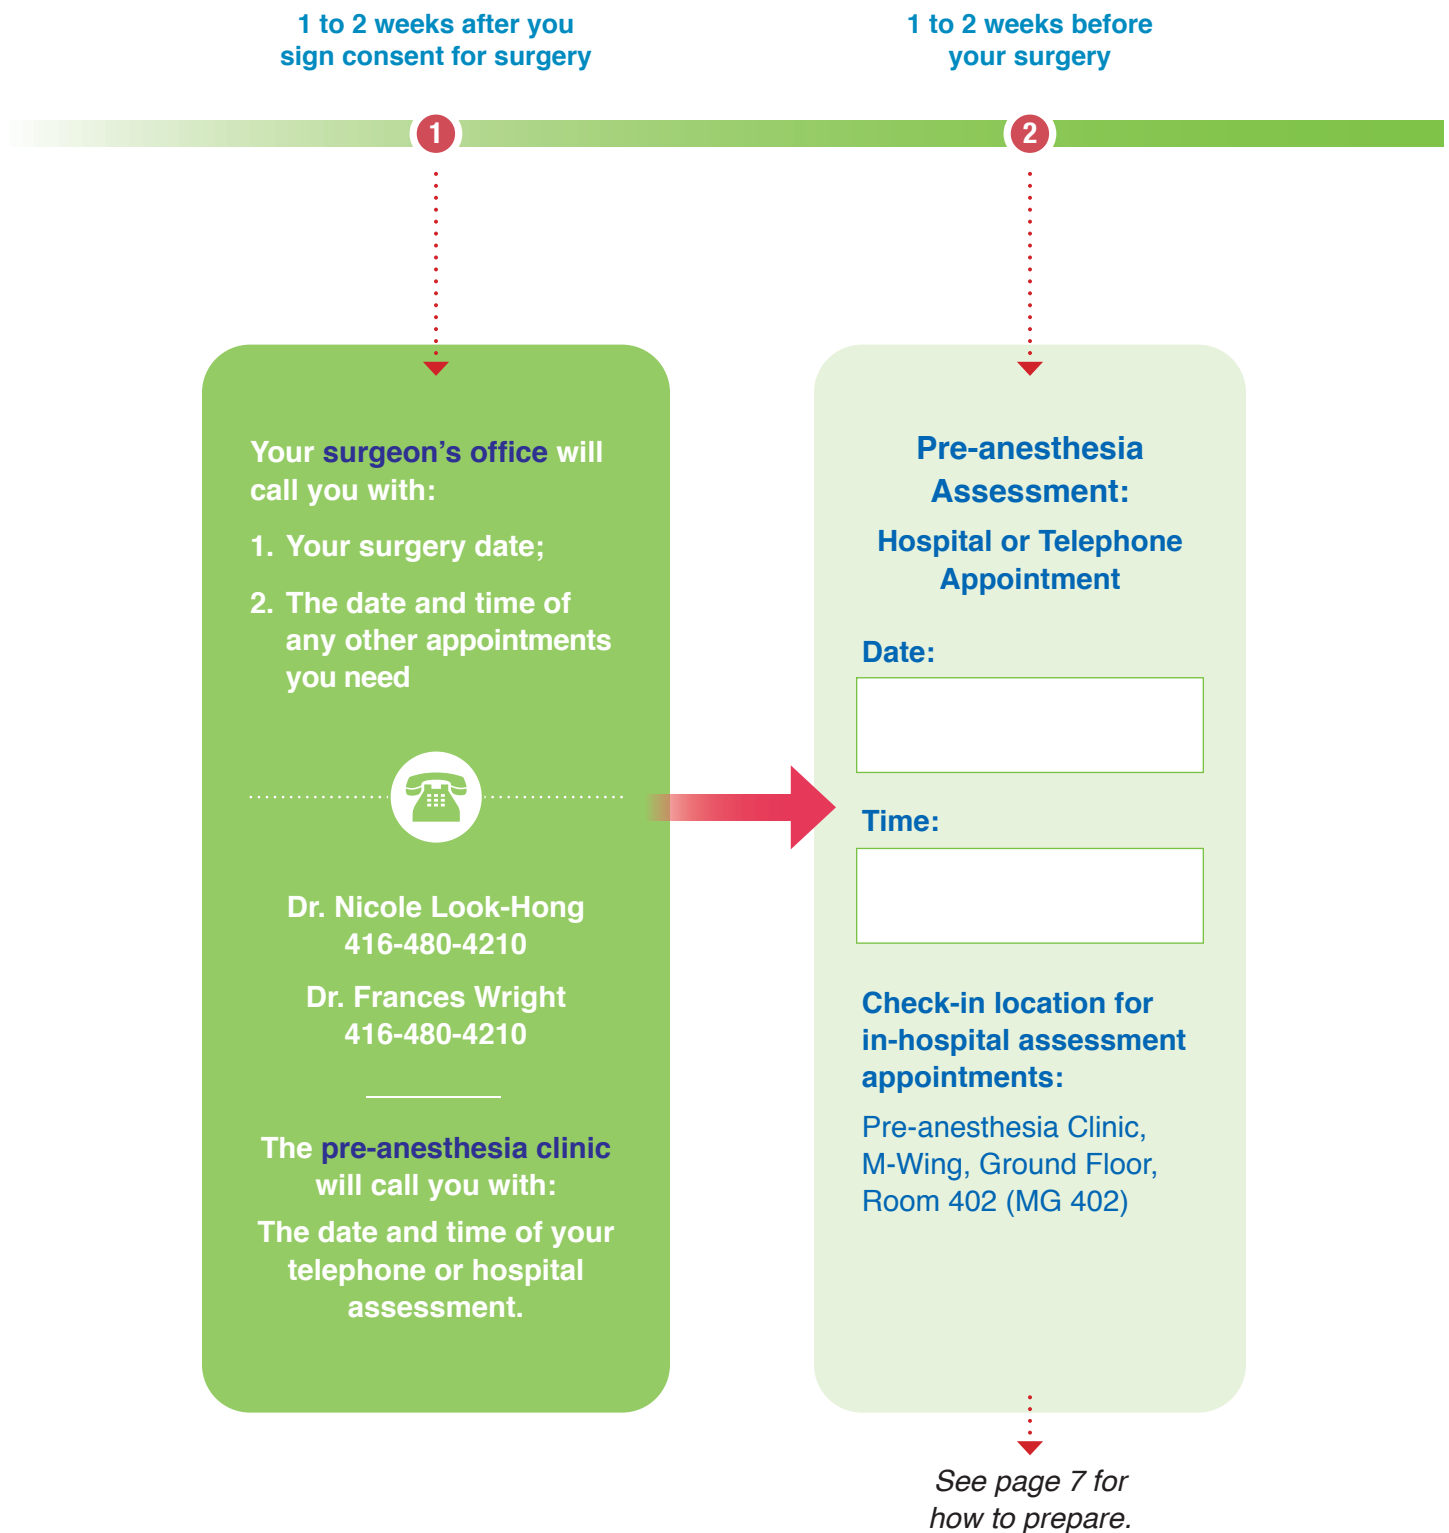 1 to 2 weeks after you
sign consent for surgery
1 to 2 weeks before
your surgery
1
2
Your surgeon’s office will
call you with:
1. Your surgery date;
2. The date and time of
any other appointments
you need
Dr. Nicole Look-Hong
416-480-4210
Dr. Frances Wright
416-480-4210
The pre-anesthesia clinic
will call you with:
The date and time of your
telephone or hospital
assessment.
Pre-anesthesia
Assessment:
Hospital or Telephone
Appointment
Date:
Time:
Check-in location for
in-hospital assessment
appointments:
Pre-anesthesia Clinic,
M-Wing, Ground Floor,
Room 402 (MG 402)
See page 7 for
how to prepare.